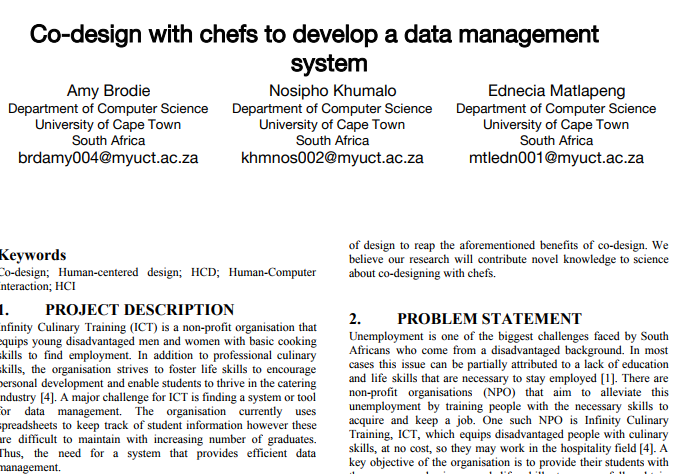 Co-design with chefs to develop a data management
system
Amy Brodie
Department of Computer Science
University of Cape Town
South Africa
brdamy004@myuct.ac.za
Nosipho Khumalo
Department of Computer Science
University of Cape Town
South Africa
khmnos002@myuct.ac.za
Ednecia Matlapeng
Department of Computer Science
University of Cape Town
South Africa
mtledn001@myuct.ac.za
Keywords
Co-design; Human-centered design; HCD; Human-Computer
Interaction; HCI
1. PROJECT DESCRIPTION
Infinity Culinary Training (ICT) is a non-profit organisation that
equips young disadvantaged men and women with basic cooking
skills to find employment. In addition to professional culinary
skills, the organisation strives to foster life skills to encourage
personal development and enable students to thrive in the catering
industry [4]. A major challenge for ICT is finding a system or tool
for data management. The organisation currently uses
spreadsheets to keep track of student information however these
are difficult to maintain with increasing number of graduates.
Thus, the need for a system that provides efficient data
management.
of design to reap the aforementioned benefits of co-design. We
believe our research will contribute novel knowledge to science
about co-designing with chefs.
2. PROBLEM STATEMENT
Unemployment is one of the biggest challenges faced by South
Africans who come from a disadvantaged background. In most
cases this issue can be partially attributed to a lack of education
and life skills that are necessary to stay employed [1]. There are
non-profit organisations (NPO) that aim to alleviate this
unemployment by training people with the necessary skills to
acquire and keep a job. One such NPO is Infinity Culinary
Training, ICT, which equips disadvantaged people with culinary
skills, at no cost, so they may work in the hospitality field [4]. A
key objective of the organisation is to provide their students with